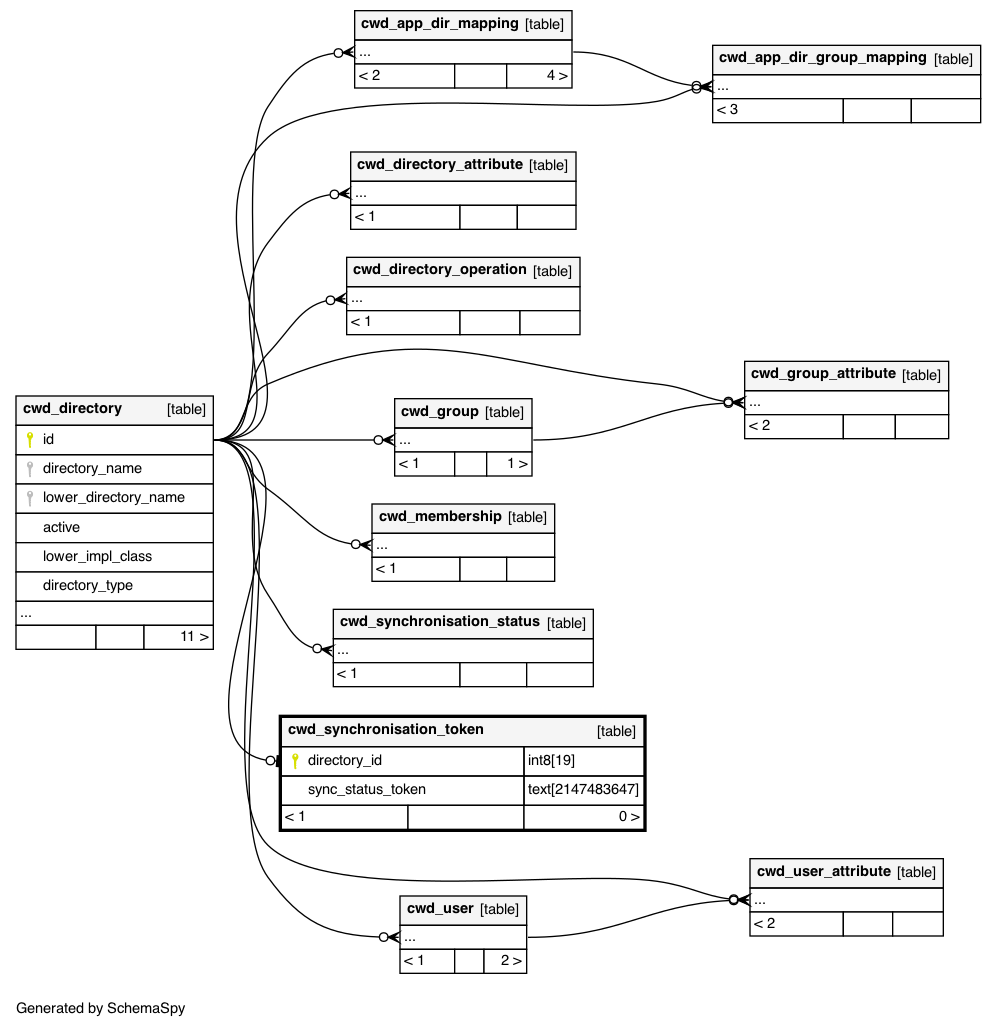 cwd_app_dir_mapping [table]
...
< 2 4 >
cwd_app_dir_group_mapping [table]
...
< 3
cwd_directory_attribute [table]
...
< 1
cwd_directory_operation [table]
...
< 1
cwd_group_attribute [table]
...
< 2
cwd_directory [table]
id
directory_name
lower_directory_name
active
lower_impl_class
directory_type
...
11 >
cwd_group [table]
...
< 1 1 >
cwd_membership [table]
...
< 1
cwd_synchronisation_status [table]
...
< 1
cwd_synchronisation_token [table]
directory_id int8[19]
sync_status_token text[2147483647]
< 1 0 >
cwd_user_attribute [table]
...
< 2
cwd_user [table]
...
< 1 2 >
Generated by SchemaSpy